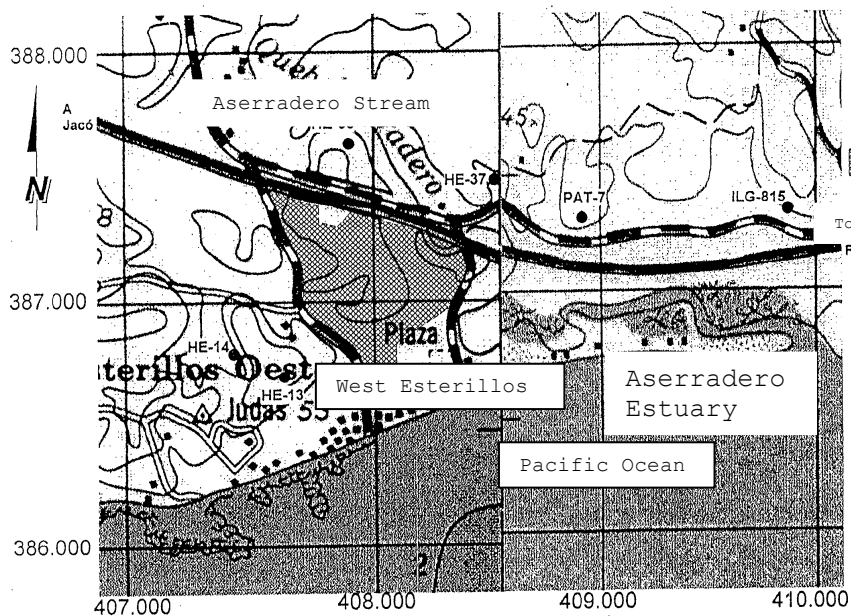 388.000
Aserradero Stream
A
Jacó
45
N
HE-37
PAT-7
ILG-815
387.000
Plaza
HE-14
HE-13
West Esterillos
Judas
Aserradero
Estuary
Pacific Ocean
386.000
2
407.000
408.000
409.000
410.000